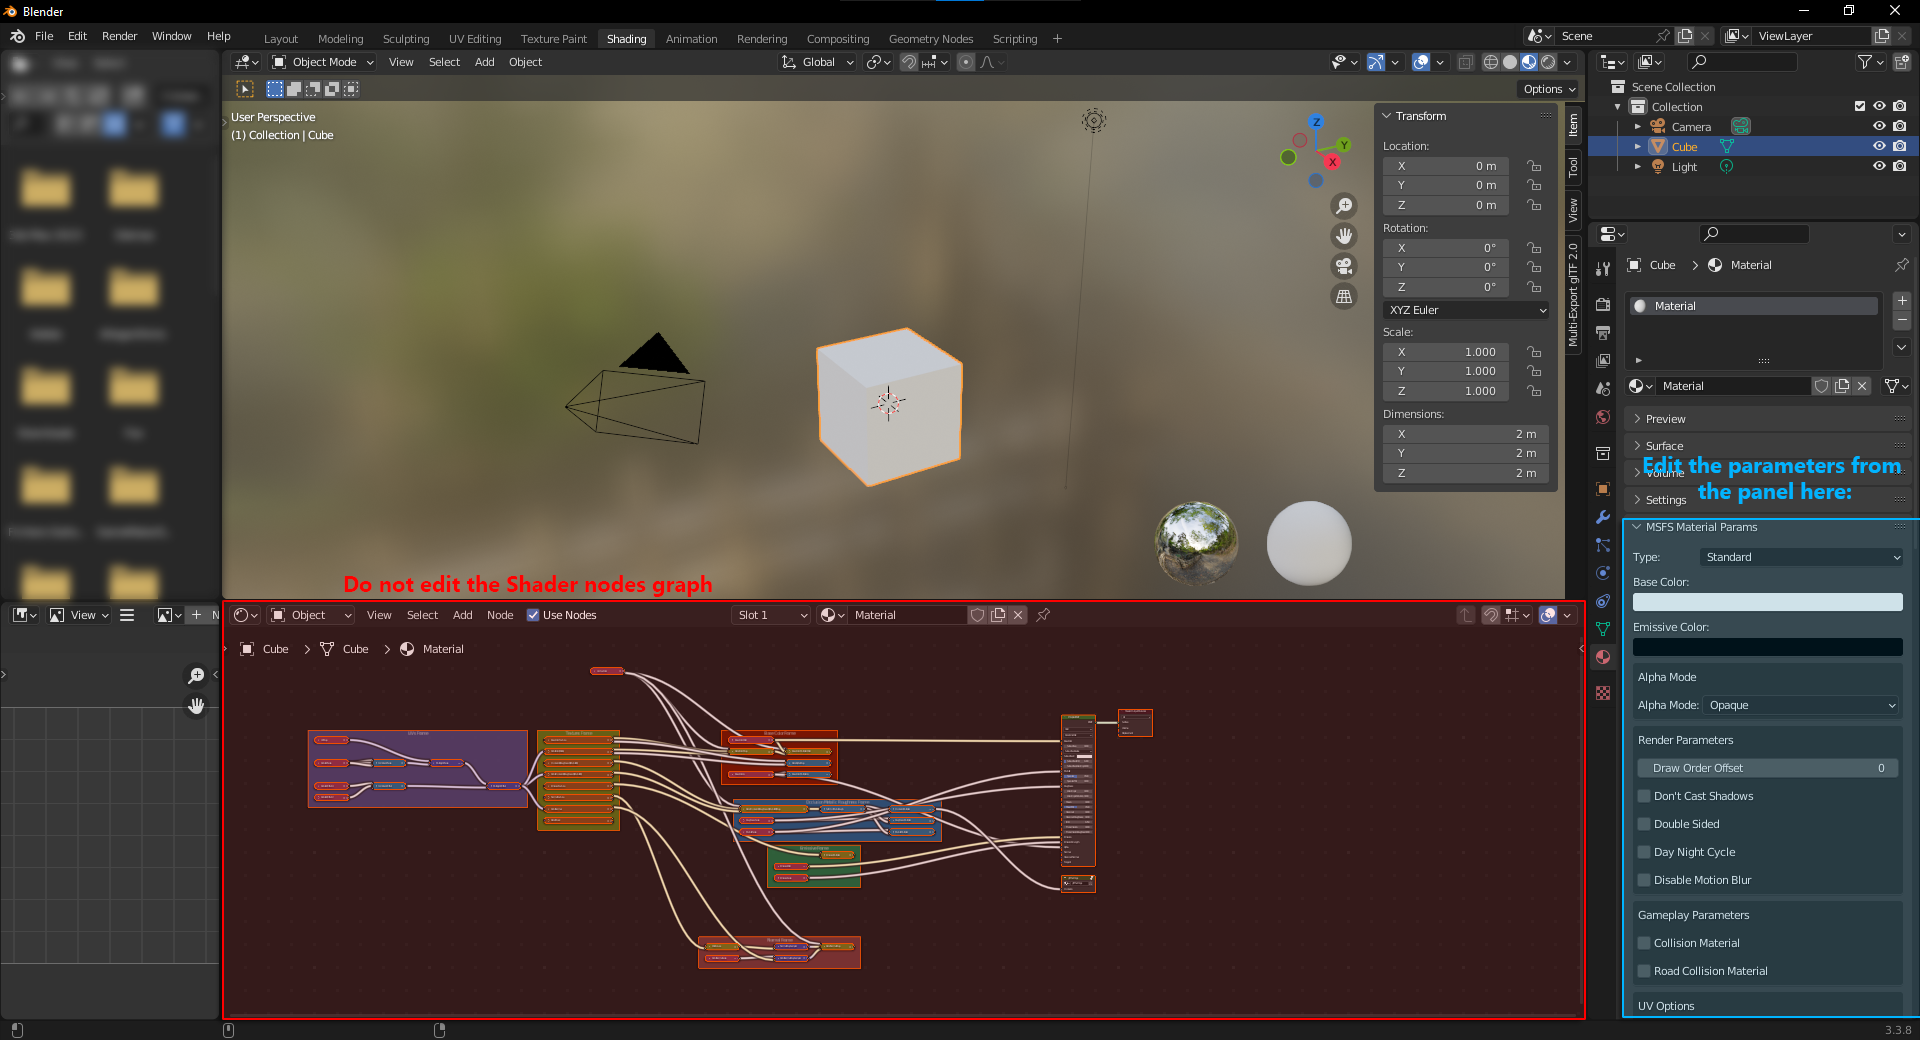 Blender
File Edit Render Window Help
Layout Modeling Sculpting UV Editing Texture Paint Shading Animation Rendering Compositing Geometry Nodes Scripting
Scene
ViewLayer
Object Mode View Select Add Object
Global
Options
User Perspective
(1) Collection | Cube
Z
Y
X
Transform
Location:
X 0 m
Y 0 m
Z 0 m
Rotation:
X 0°
Y 0°
Z 0°
XYZ Euler
Scale:
X 1.000
Y 1.000
Z 1.000
Dimensions:
X 2 m
Y 2 m
Z 2 m
Item
Tool
View
Multi-Export glTF 2.0
Scene Collection
Collection
Camera
Cube
Light
Cube > Material
Material
Material
Preview
Surface
Volume
Settings
Edit the parameters from
the panel here:
MSFS Material Params
Type: Standard
Base Color:
Emissive Color:
Alpha Mode
Alpha Mode: Opaque
Render Parameters
Draw Order Offset 0
Don't Cast Shadows
Double Sided
Day Night Cycle
Disable Motion Blur
Gameplay Parameters
Collision Material
Road Collision Material
UV Options
Do not edit the Shader nodes graph
View
N
Object View Select Add Node Use Nodes
Slot 1
Material
Cube > Cube > Material
3.3.8